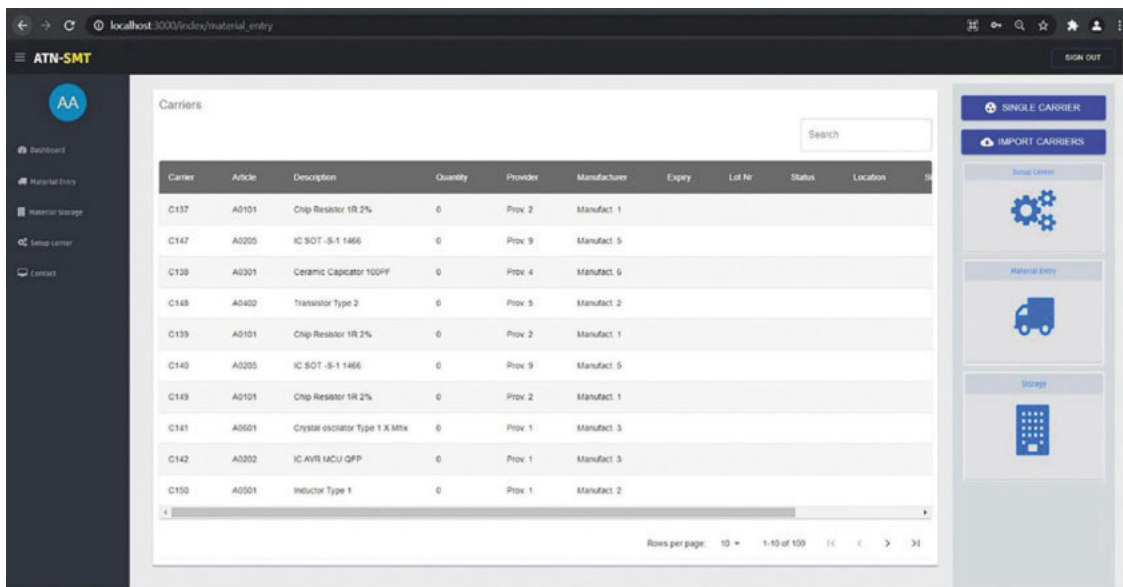 localhost:3000/index/material_entry
ATN-SMT
SIGN OUT
AA
Dashboard
Material Entry
Material Storage
Setup carrier
Contact
Carriers
Search
Carrier Article Description Quantity Provider Manufacturer Expiry Lot Nr Status Location
C137 A0101 Chip Resistor 1R 2% 0 Prov. 2 Manufact. 1
C147 A0205 IC SOT -S-1 1466 0 Prov. 9 Manufact. 5
C138 A0301 Ceramic Capicator 100PF 0 Prov. 4 Manufact. 6
C148 A0402 Transistor Type 2 0 Prov. 5 Manufact. 2
C139 A0101 Chip Resistor 1R 2% 0 Prov. 2 Manufact. 1
C140 A0205 IC SOT -S-1 1466 0 Prov. 9 Manufact. 5
C149 A0101 Chip Resistor 1R 2% 0 Prov. 2 Manufact. 1
C141 A0601 Crystal oscilator Type 1 X Mhx 0 Prov. 1 Manufact. 3
C142 A0202 IC AVR MCU QFP 0 Prov. 1 Manufact. 3
C150 A0501 Inductor Type 1 0 Prov. 1 Manufact. 2
Rows per page: 10 1-10 of 100
SINGLE CARRIER
IMPORT CARRIERS
Setup Center
Material Entry
Storage